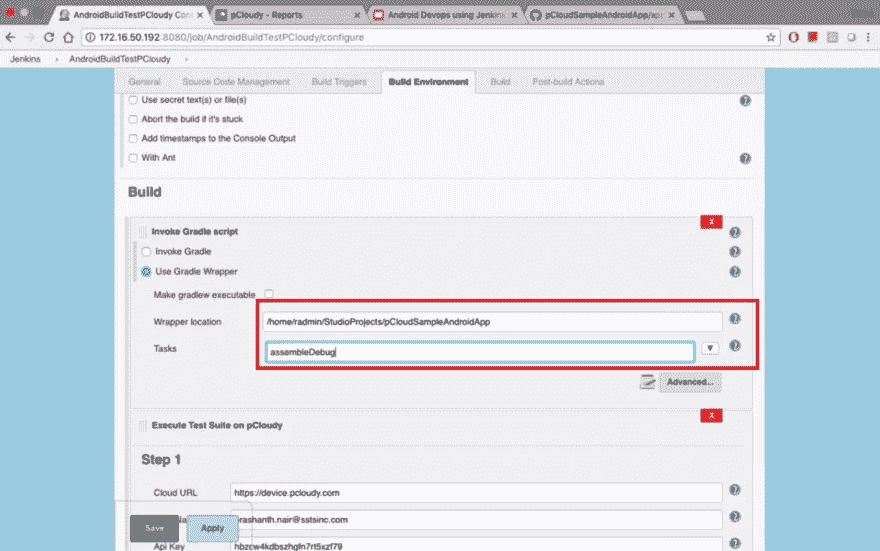 AndroidBuildTestPCloudy Con
pCloudy - Reports
Android Devops using Jenkin
pCloudSampleAndroidApp/
172.16.50.192:8080/job/AndroidBuildTestPCloudy/configure
Jenkins AndroidBuildTestPCloudy
General Source Code Management Build Triggers Build Environment Build Post-build Actions
Use secret text(s) or file(s)
Abort the build if it's stuck
Add timestamps to the Console Output
With Ant
Build
X
Invoke Gradle script
Invoke Gradle
Use Gradle Wrapper
Make gradlew executable
Wrapper location /home/radmin/StudioProjects/pCloudSampleAndroidApp
Tasks assembleDebug
Advanced...
X
Execute Test Suite on pCloudy
Step 1
Cloud URL https://device.pcloudy.com
rashanth.nair@sstsinc.com
Save Apply
Api Key hbzcw4kdbszhgfn7rt5xzf79